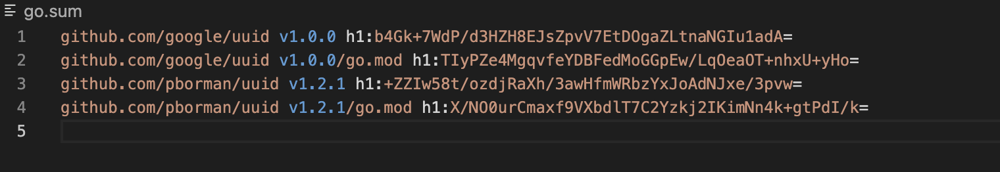 go.sum
1 github.com/google/uuid v1.0.0 h1:b4Gk+7WdP/d3HZH8EJsZpvV7EtDOgaZLtnaNGIu1adA=
2 github.com/google/uuid v1.0.0/go.mod h1:TIyPZe4MgqvfeYDBFedMoGGpEw/LqOeaOT+nhxU+yHo=
3 github.com/pborman/uuid v1.2.1 h1:+ZZIw58t/ozdjRaXh/3awHfmWRbzYxJoAdNJxe/3pvw=
4 github.com/pborman/uuid v1.2.1/go.mod h1:X/NO0urCmaxf9VXbdlT7C2Yzkj2IKimNn4k+gtPdI/k=
5